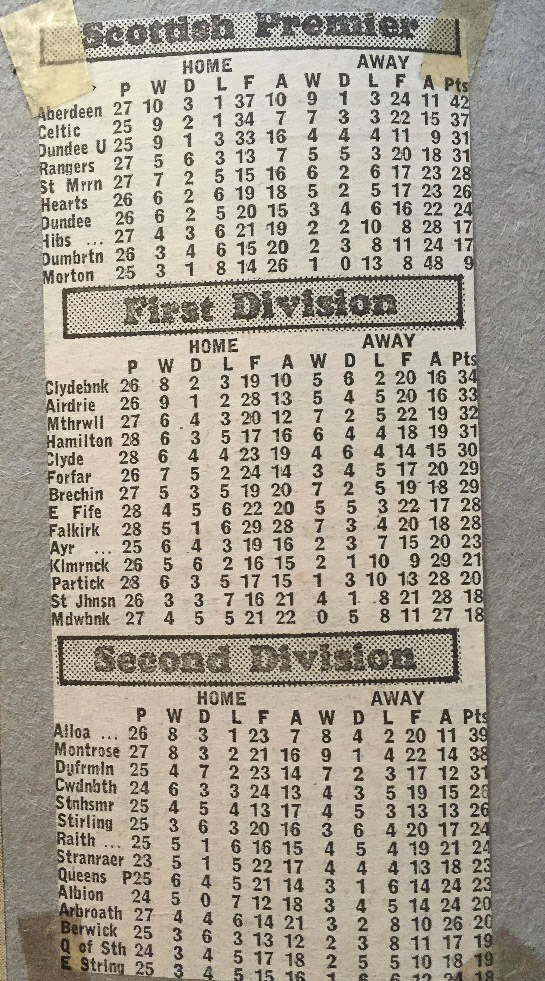 Scottish Premier
HOME AWAY
P W D L F A W D L F A Pts
Aberdeen 27 10 3 1 37 10 9 1 3 24 11 42
Celtic 25 9 2 1 34 7 7 3 3 22 15 37
Dundee U 25 9 1 3 33 16 4 4 4 11 9 31
Rangers 27 5 6 3 13 7 5 5 3 20 18 31
St Mrrn 27 7 2 5 15 16 6 2 6 17 23 28
Hearts 26 6 2 6 19 18 5 2 5 17 23 26
Dundee 26 6 2 5 20 15 3 4 6 16 22 24
Hibs ... 27 4 3 6 21 19 2 2 10 8 28 17
Dumbrtn 26 3 4 6 15 20 2 3 8 11 24 17
Morton 25 3 1 8 14 26 1 0 13 8 48 9
First Division
HOME AWAY
P W D L F A W D L F A Pts
Clydebnk 26 8 2 3 19 10 5 6 2 20 16 34
Airdrie 26 9 1 2 28 13 5 4 5 20 16 33
Mthrwll 27 6 4 3 20 12 7 2 5 22 19 32
Hamilton 28 6 3 5 17 16 6 4 4 18 19 31
Clyde 28 6 4 4 23 19 4 6 4 14 15 30
Forfar 26 7 5 2 24 14 3 4 5 17 20 29
Brechin 27 5 3 5 19 20 7 2 5 19 18 29
E Fife 28 4 5 6 22 20 5 5 3 22 17 28
Falkirk 28 5 1 6 29 28 7 3 4 20 18 28
Ayr ... 25 6 4 3 19 16 2 3 7 15 20 23
Klmrnck 26 5 6 2 16 15 2 1 10 9 29 21
Partick 28 6 3 5 17 15 1 3 10 13 28 20
St Jhnsn 26 3 3 7 16 21 4 1 8 21 28 18
Mdwbnk 27 4 5 5 21 22 0 5 8 11 27 18
Second Division
HOME AWAY
P W D L F A W D L F A Pts
Alloa ... 26 8 3 1 23 7 8 4 2 20 11 39
Montrose 27 8 3 2 21 16 9 1 4 22 14 38
Dyfrmln 25 4 7 2 23 14 7 2 3 17 12 31
Cwdnbth 24 6 3 3 24 13 4 3 5 19 15 26
Stnhsmr 25 4 5 4 13 17 4 5 3 13 13 26
Stirling 25 3 6 3 20 16 3 6 4 20 17 24
Raith ... 25 5 1 6 16 15 4 5 4 19 21 24
Stranraer 23 5 1 5 22 17 4 4 4 13 18 23
Queens P25 6 4 5 21 14 3 1 6 14 24 23
Albion 24 5 0 7 12 18 3 4 5 14 24 20
Arbroath 27 4 4 6 14 21 3 2 8 10 26 20
Berwick 25 3 6 3 13 12 2 3 8 11 17 19
Q of Sth 24 3 4 5 17 18 2 5 5 10 18 19
E String 25 3 4 5 15 16 1 6 6 12 24 18